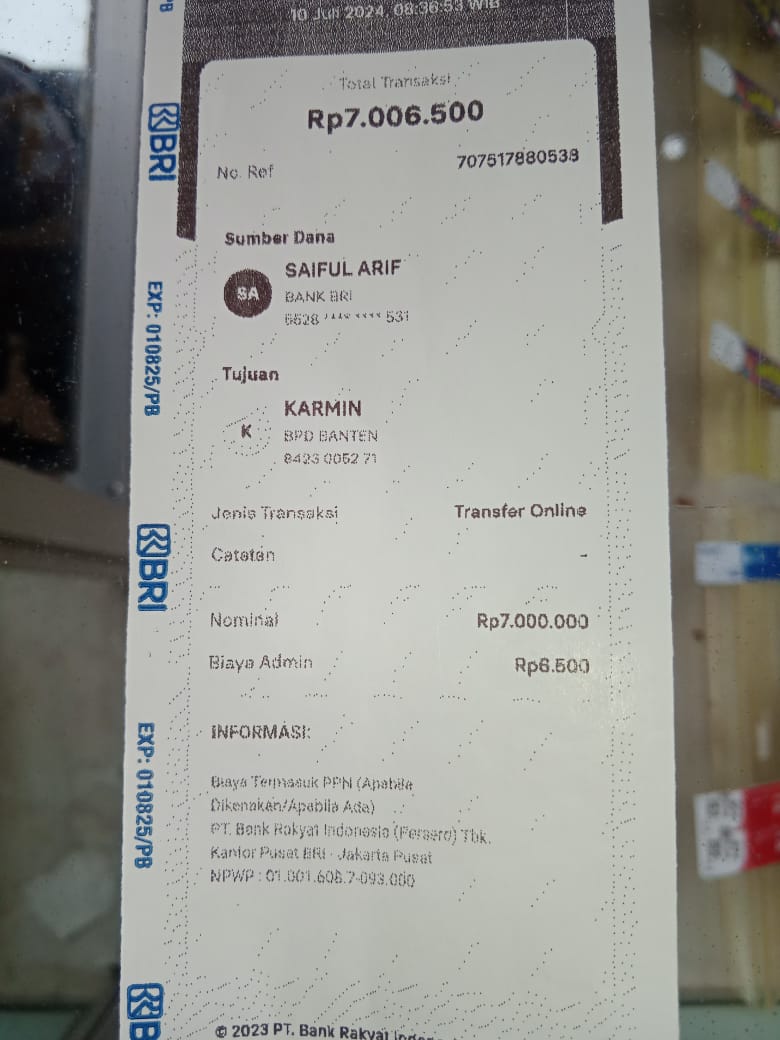 10 Juli 2024, 08:36:53 WIB
Total Transaksi
Rp7.006.500
No. Ref 707517880538
Sumber Dana
SA
SAIFUL ARIF
BANK BRI
6528 **** **** 531
Tujuan
K
KARMIN
BPD BANTEN
8423 0052 71
Jenis Transaksi Transfer Online
Catatan -
Nominal Rp7.000.000
Biaya Admin Rp6.500
INFORMASI:
Biaya Termasuk PPN (Apabila
Dikenakan/Apabila Ada)
PT. Bank Rakyat Indonesia (Persero) Tbk.
Kantor Pusat BRI - Jakarta Pusat
NPWP : 01.001.608.7-093.000
© 2023 PT. Bank Rakyat
BRI
EXP: 010825/PB
BRI
EXP: 010825/PB